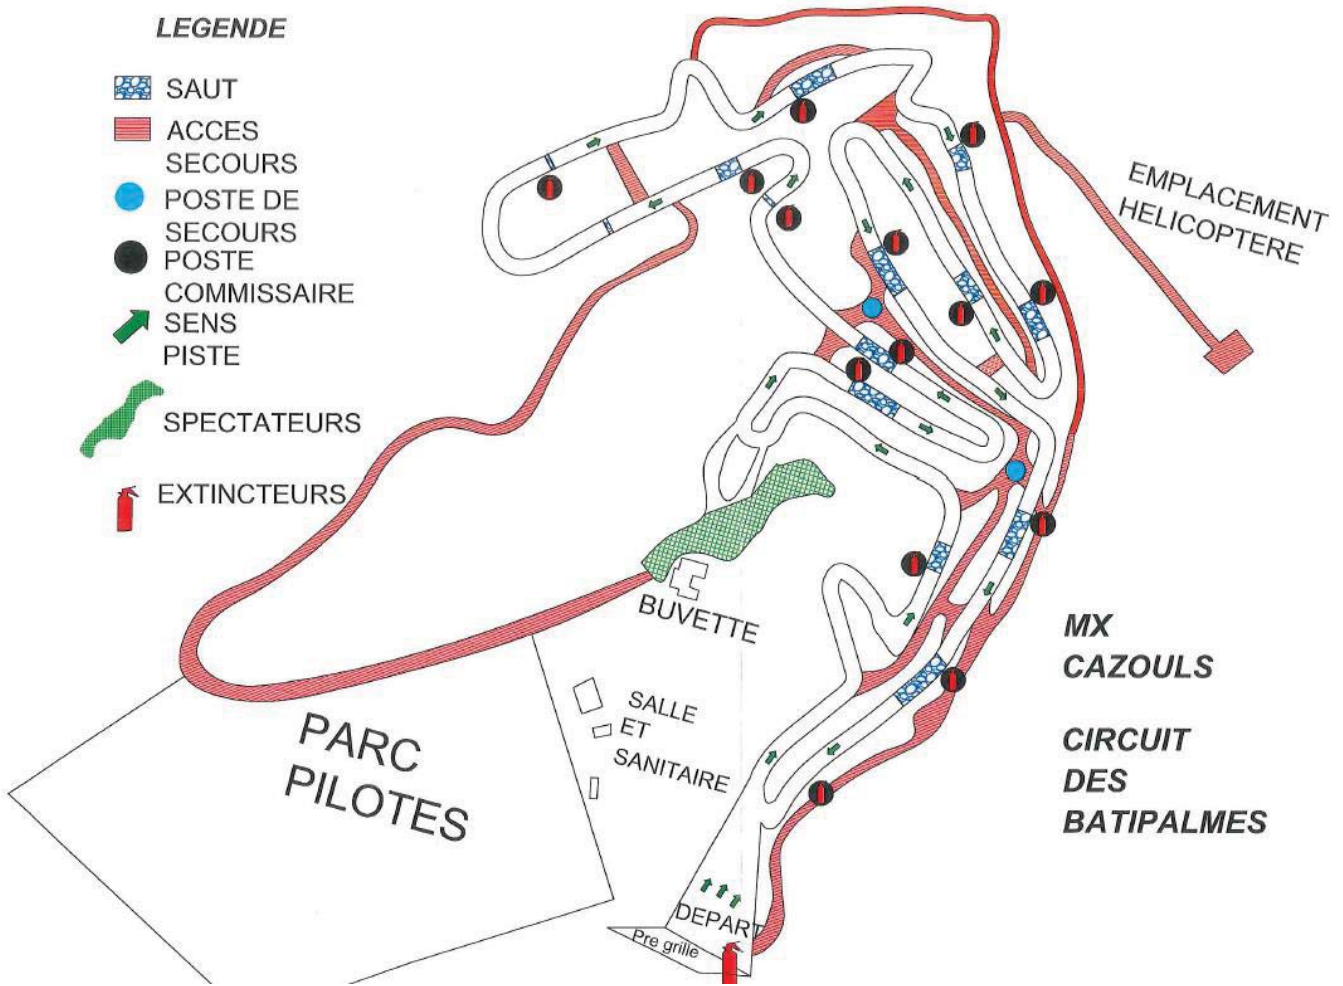 LEGENDE
SAUT
ACCES
SECOURS
POSTE DE
SECOURS
POSTE
COMMISSAIRE
SENS
PISTE
SPECTATEURS
EXTINCTEURS
EMPLACEMENT
HELICOPTERE
BUVETTE
SALLE
ET
SANITAIRE
PARC
PILOTES
DEPART
Pre grille
MX
CAZOULS
CIRCUIT
DES
BATIPALMES